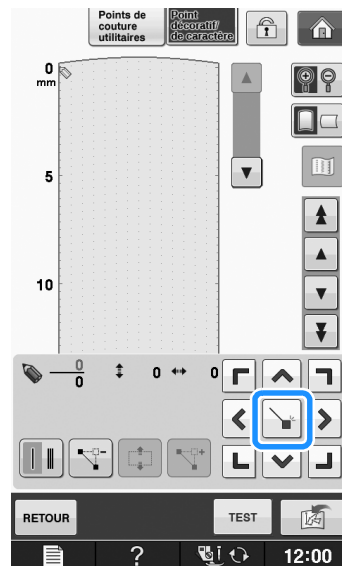 Points de
couture
utilitaires
Point
décoratif/
de caractère
0
mm
5
10
0
0
0
0
RETOUR
TEST
?
12:00